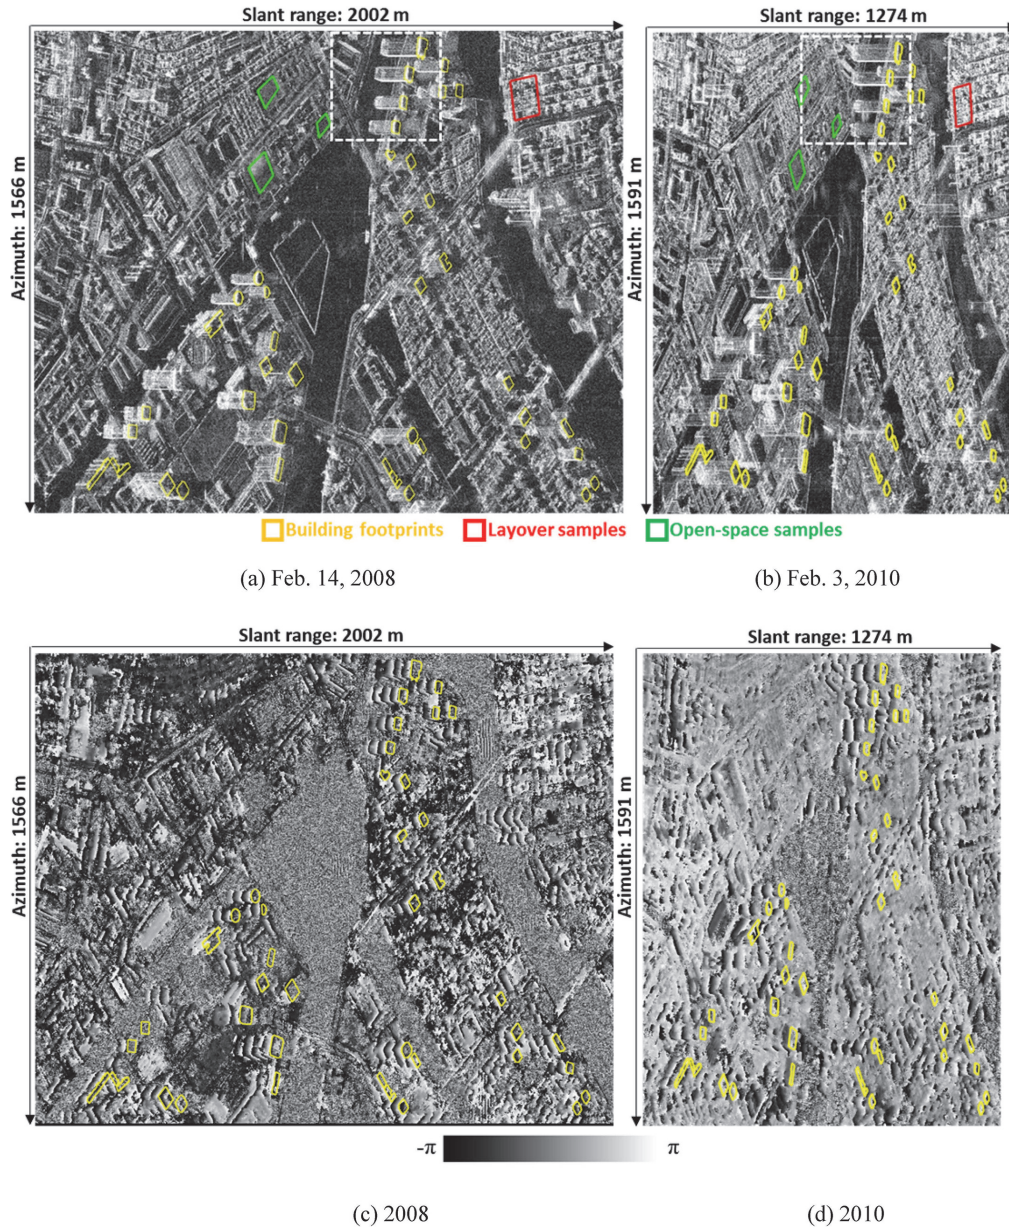 Slant range: 2002 m
Slant range: 1274 m
Azimuth: 1566 m
Azimuth: 1591 m
Building footprints Layover samples Open-space samples
(a) Feb. 14, 2008
(b) Feb. 3, 2010
Slant range: 2002 m
Slant range: 1274 m
Azimuth: 1566 m
Azimuth: 1591 m
-π π
(c) 2008
(d) 2010